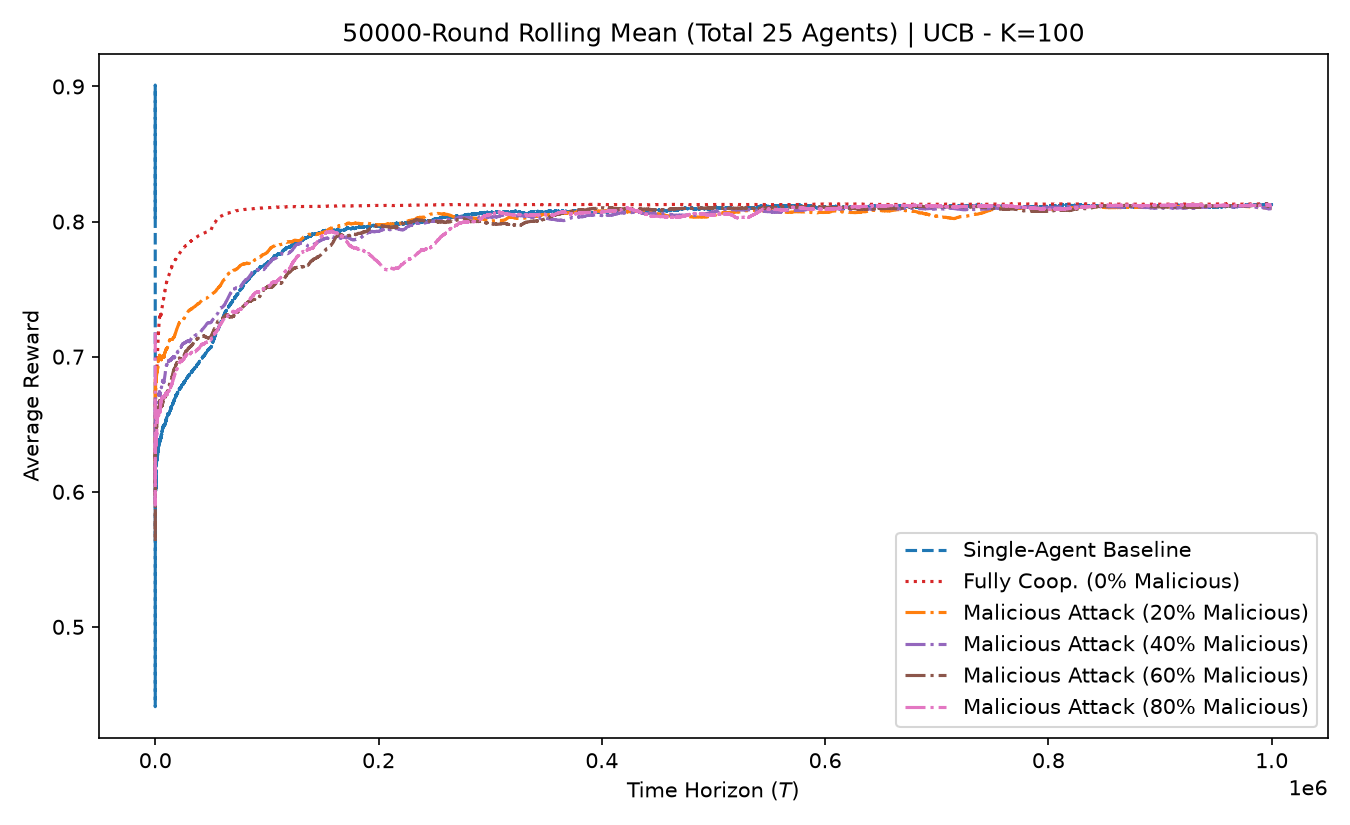 50000-Round Rolling Mean (Total 25 Agents) | UCB - K=100
Average Reward
0.9
0.8
0.7
0.6
0.5
0.0 0.2 0.4 0.6 0.8 1.0
1e6
Time Horizon (T)
Single-Agent Baseline
Fully Coop. (0% Malicious)
Malicious Attack (20% Malicious)
Malicious Attack (40% Malicious)
Malicious Attack (60% Malicious)
Malicious Attack (80% Malicious)